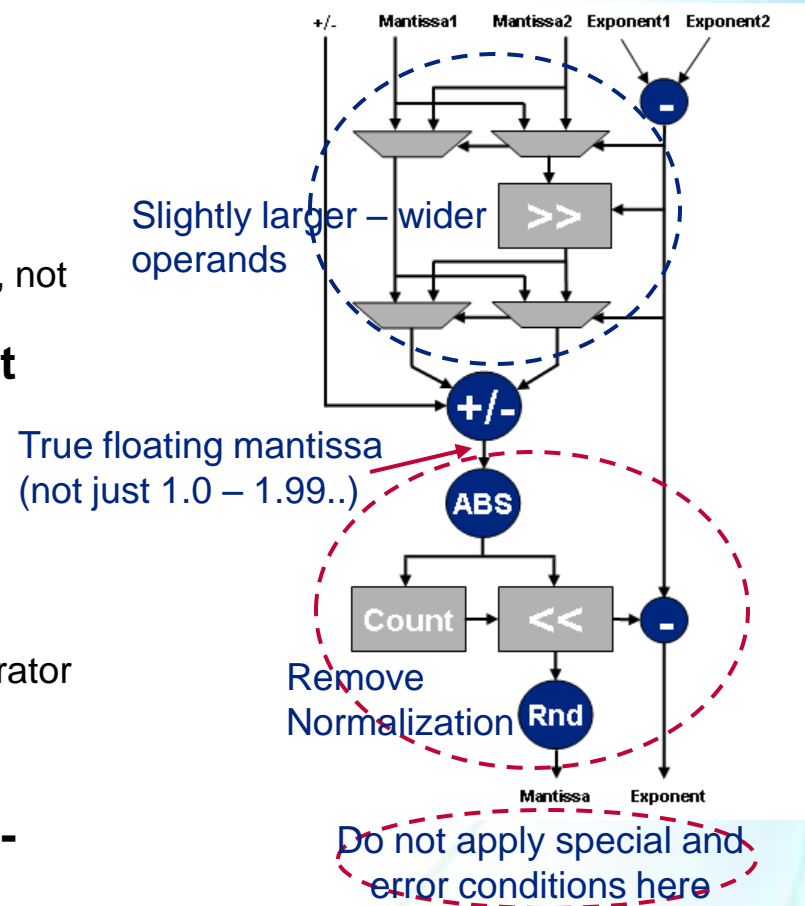 +/- Mantissa1 Mantissa2 Exponent1 Exponent2
-
>>
Slightly larger – wider
operands
, not
t
+/-
True floating mantissa
(not just 1.0 – 1.99..)
ABS
Count << -
rator
Remove
Normalization
Rnd
Mantissa Exponent
-
Do not apply special and
error conditions here